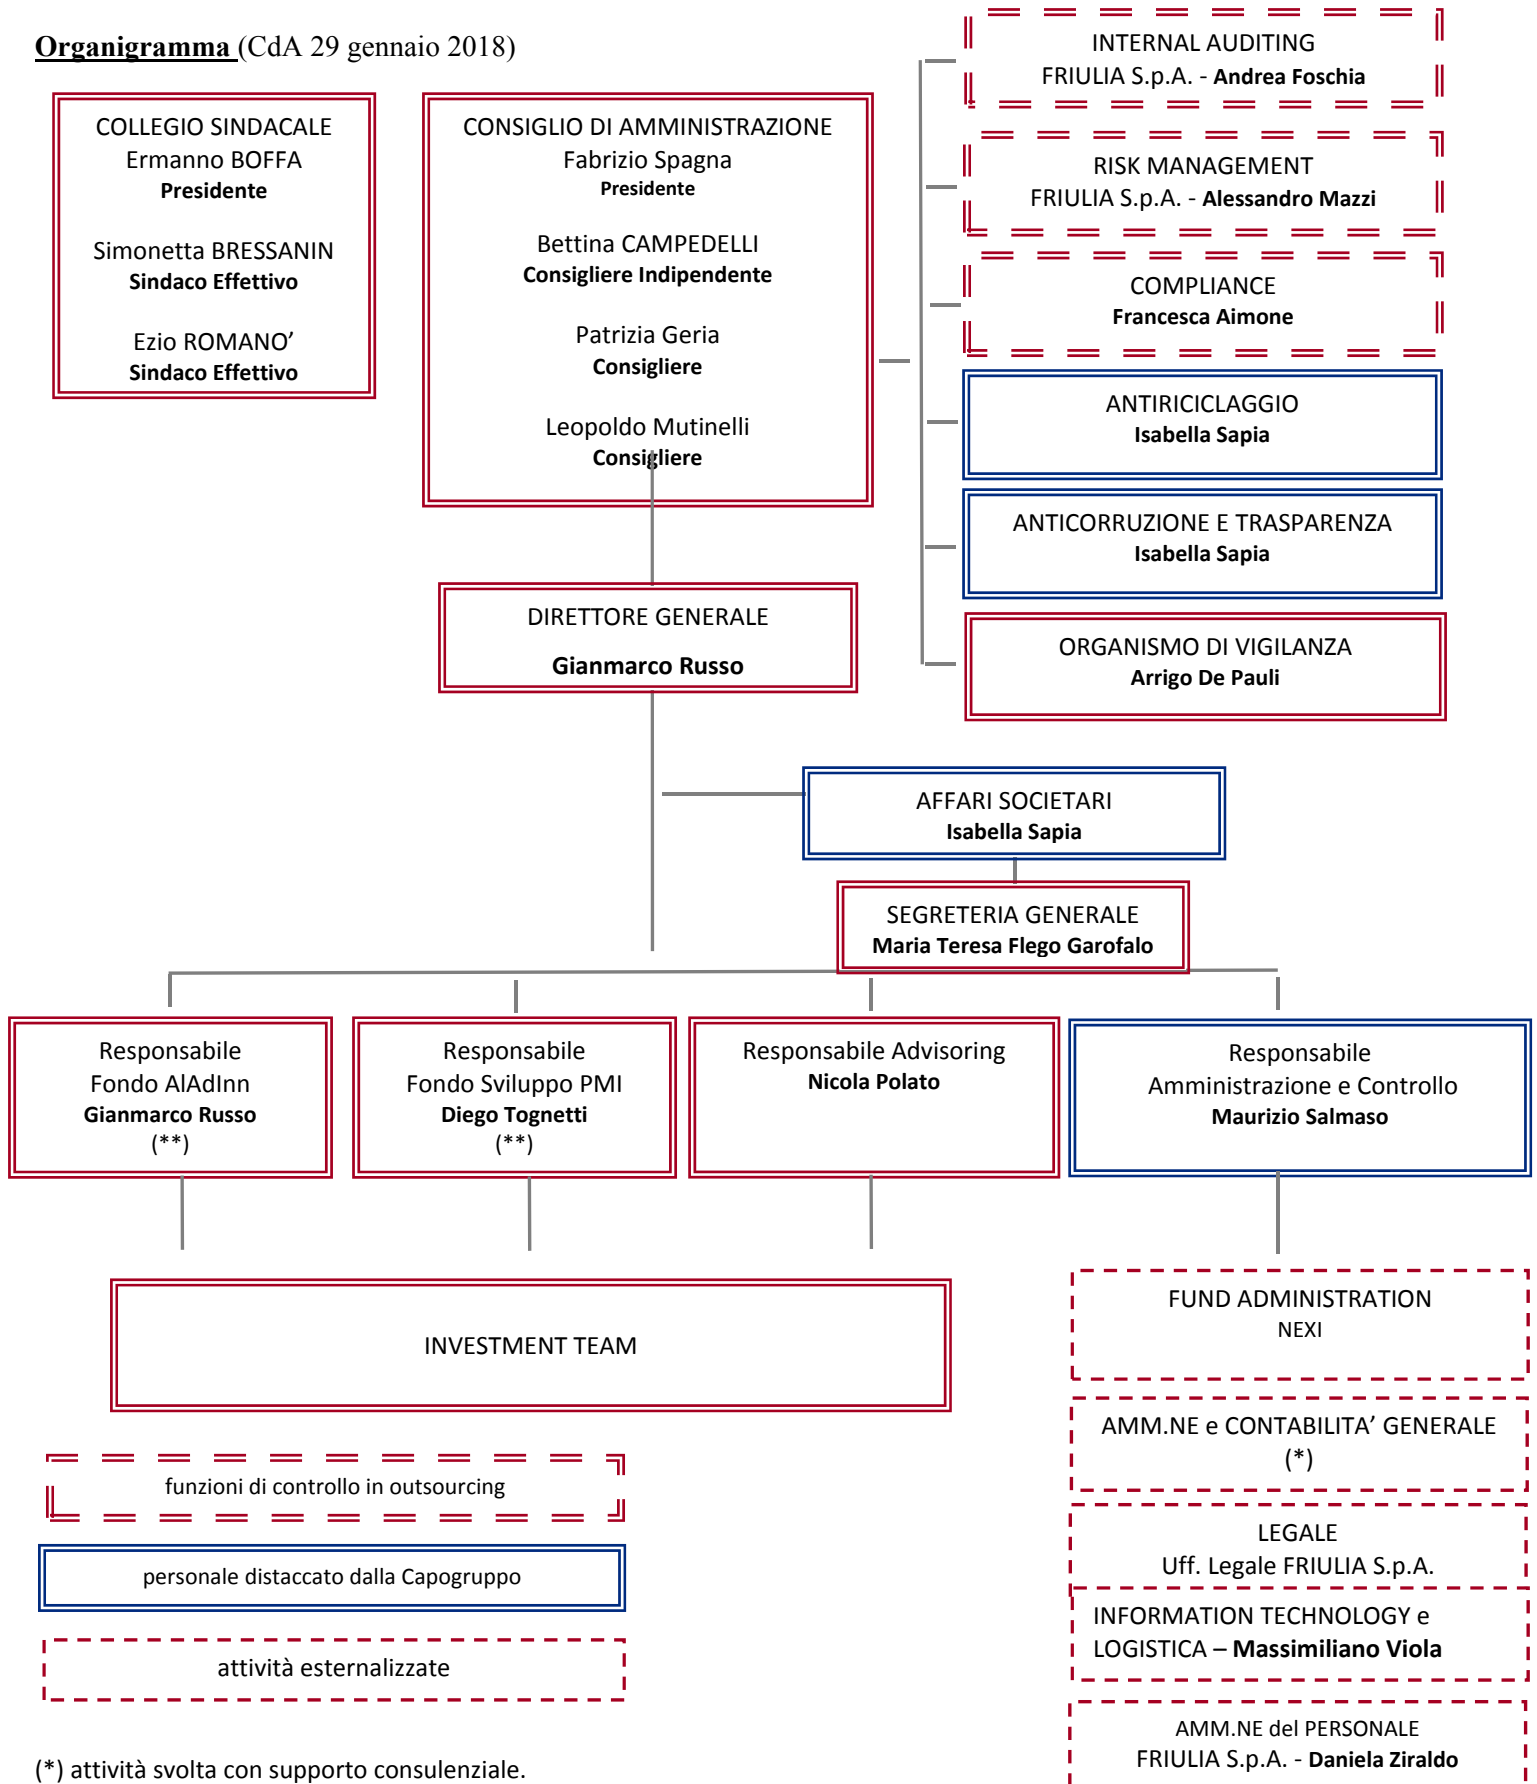 Organigramma (CdA 29 gennaio 2018)
COLLEGIO SINDACALE
Ermanno BOFFA
Presidente
Simonetta BRESSANIN
Sindaco Effettivo
Ezio ROMANO’
Sindaco Effettivo
CONSIGLIO DI AMMINISTRAZIONE
Fabrizio Spagna
Presidente
Bettina CAMPEDELLI
Consigliere Indipendente
Patrizia Geria
Consigliere
Leopoldo Mutinelli
Consigliere
INTERNAL AUDITING
FRIULIA S.p.A. - Andrea Foschia
RISK MANAGEMENT
FRIULIA S.p.A. - Alessandro Mazzi
COMPLIANCE
Francesca Aimone
ANTIRICICLAGGIO
Isabella Sapia
ANTICORRUZIONE E TRASPARENZA
Isabella Sapia
ORGANISMO DI VIGILANZA
Arrigo De Pauli
DIRETTORE GENERALE
Gianmarco Russo
AFFARI SOCIETARI
Isabella Sapia
SEGRETERIA GENERALE
Maria Teresa Flego Garofalo
Responsabile
Fondo AlAdInn
Gianmarco Russo
(**)
Responsabile
Fondo Sviluppo PMI
Diego Tognetti
(**)
Responsabile Advisoring
Nicola Polato
Responsabile
Amministrazione e Controllo
Maurizio Salmaso
INVESTMENT TEAM
FUND ADMINISTRATION
NEXI
AMM.NE e CONTABILITA’ GENERALE
(*)
LEGALE
Uff. Legale FRIULIA S.p.A.
INFORMATION TECHNOLOGY e
LOGISTICA – Massimiliano Viola
AMM.NE del PERSONALE
FRIULIA S.p.A. - Daniela Ziraldo
funzioni di controllo in outsourcing
personale distaccato dalla Capogruppo
attività esternalizzate
(*) attività svolta con supporto consulenziale.